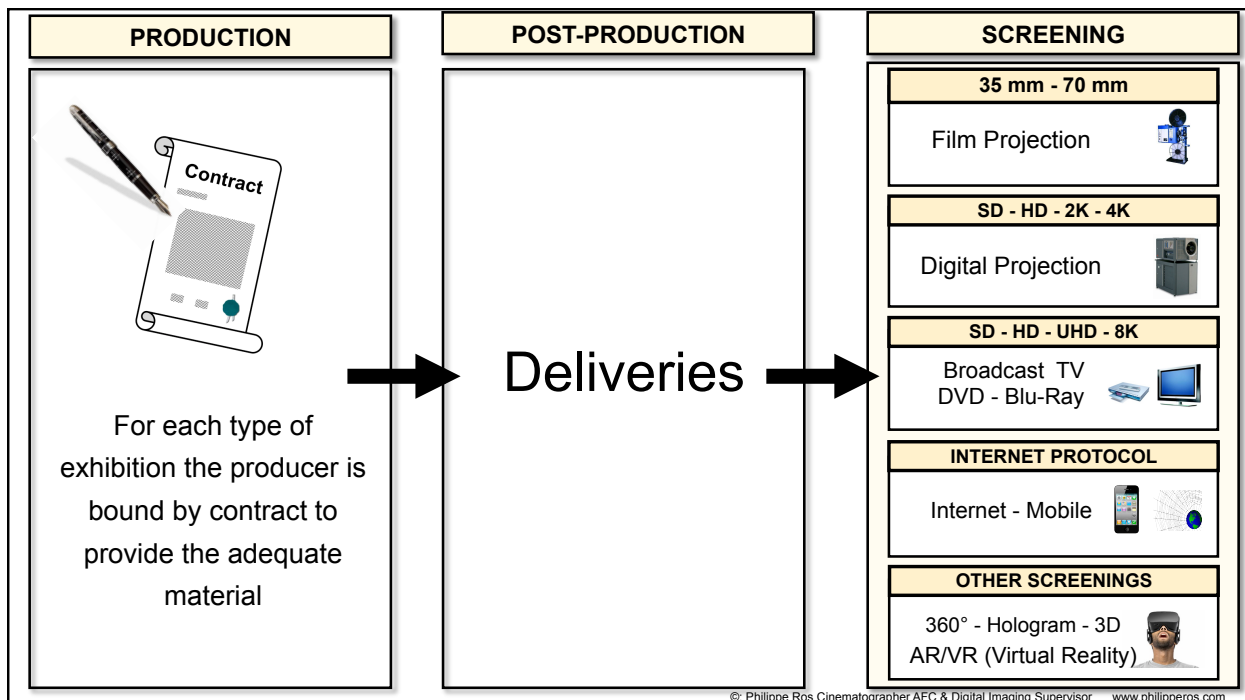 PRODUCTION
Contract
For each type of
exhibition the producer is
bound by contract to
provide the adequate
material
POST-PRODUCTION
Deliveries
SCREENING
35 mm - 70 mm
Film Projection
SD - HD - 2K - 4K
Digital Projection
SD - HD - UHD - 8K
Broadcast TV
DVD - Blu-Ray
INTERNET PROTOCOL
Internet - Mobile
OTHER SCREENINGS
360° - Hologram - 3D
AR/VR (Virtual Reality)
©: Philippe Ros Cinematographer AFC & Digital Imaging Supervisor www.philipperos.com